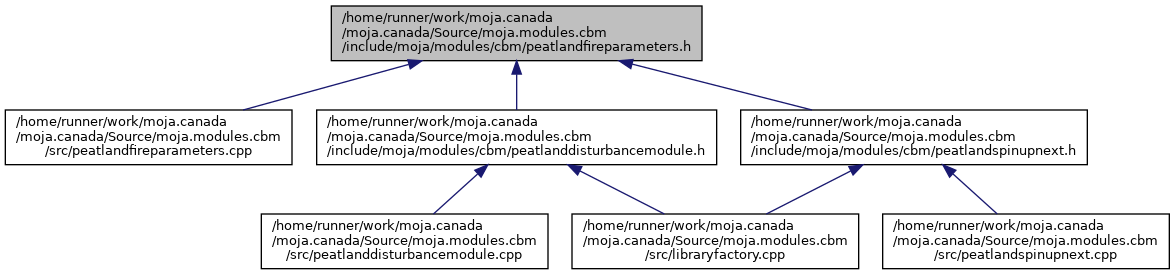 /home/runner/work/moja.canada
/moja.canada/Source/moja.modules.cbm
/include/moja/modules/cbm/peatlandfireparameters.h
/home/runner/work/moja.canada
/moja.canada/Source/moja.modules.cbm
/src/peatlandfireparameters.cpp
/home/runner/work/moja.canada
/moja.canada/Source/moja.modules.cbm
/include/moja/modules/cbm/peatlanddisturbancemodule.h
/home/runner/work/moja.canada
/moja.canada/Source/moja.modules.cbm
/include/moja/modules/cbm/peatlandspinupnext.h
/home/runner/work/moja.canada
/moja.canada/Source/moja.modules.cbm
/src/peatlanddisturbancemodule.cpp
/home/runner/work/moja.canada
/moja.canada/Source/moja.modules.cbm
/src/libraryfactory.cpp
/home/runner/work/moja.canada
/moja.canada/Source/moja.modules.cbm
/src/peatlandspinupnext.cpp